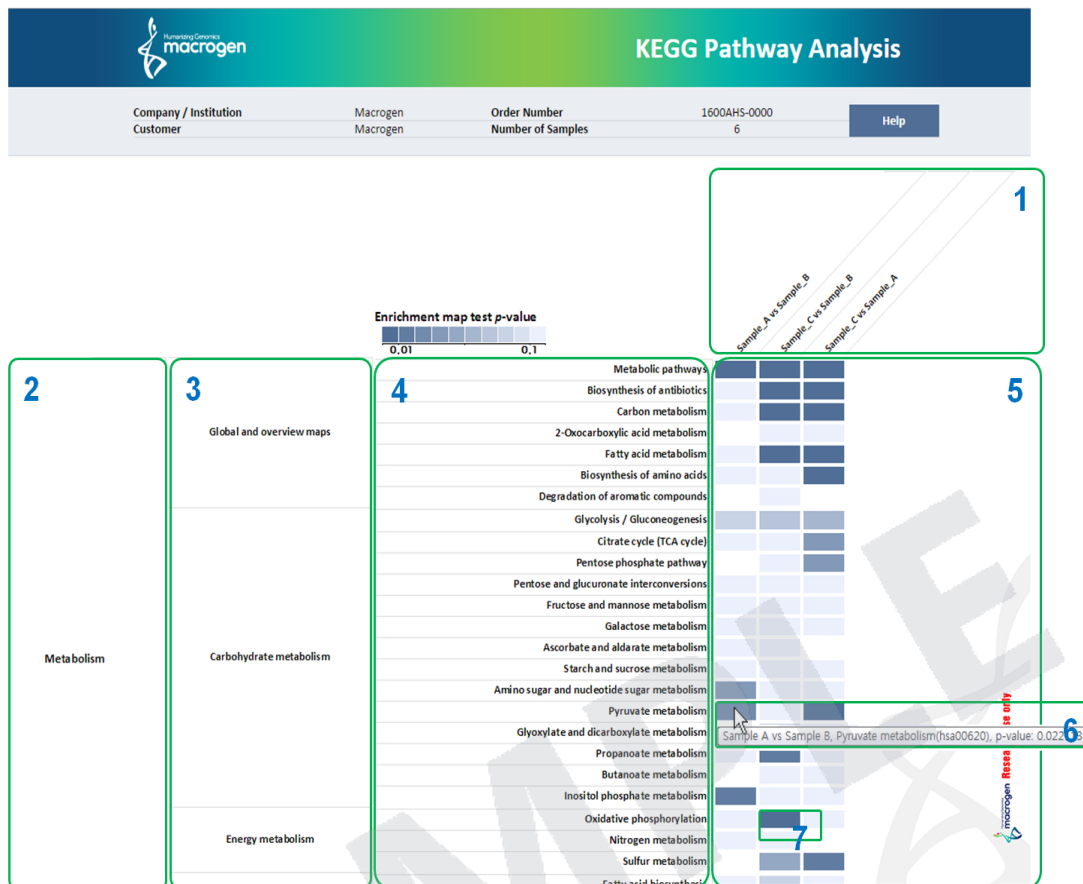 Humanizing Genomics
macrogen
KEGG Pathway Analysis
Company / Institution Macrogen Order Number 1600AHS-0000
Customer Macrogen Number of Samples 6
Help
1
Sample_A vs Sample_B
Sample_C vs Sample_B
Sample_C vs Sample_A
Enrichment map test p-value
0,01 0,1
2
3
4
5
Metabolism
Global and overview maps
Carbohydrate metabolism
Energy metabolism
Metabolic pathways
Biosynthesis of antibiotics
Carbon metabolism
2-Oxocarboxylic acid metabolism
Fatty acid metabolism
Biosynthesis of amino acids
Degradation of aromatic compounds
Glycolysis / Gluconeogenesis
Citrate cycle (TCA cycle)
Pentose phosphate pathway
Pentose and glucuronate interconversions
Fructose and mannose metabolism
Galactose metabolism
Ascorbate and aldarate metabolism
Starch and sucrose metabolism
Amino sugar and nucleotide sugar metabolism
Pyruvate metabolism
Glyoxylate and dicarboxylate metabolism
Propanoate metabolism
Butanoate metabolism
Inositol phosphate metabolism
Oxidative phosphorylation
Nitrogen metabolism
Sulfur metabolism
Fatty acid biosynthesis
Sample A vs Sample B, Pyruvate metabolism(hsa00620), p-value:
6
7
only
macrogen
MPLE